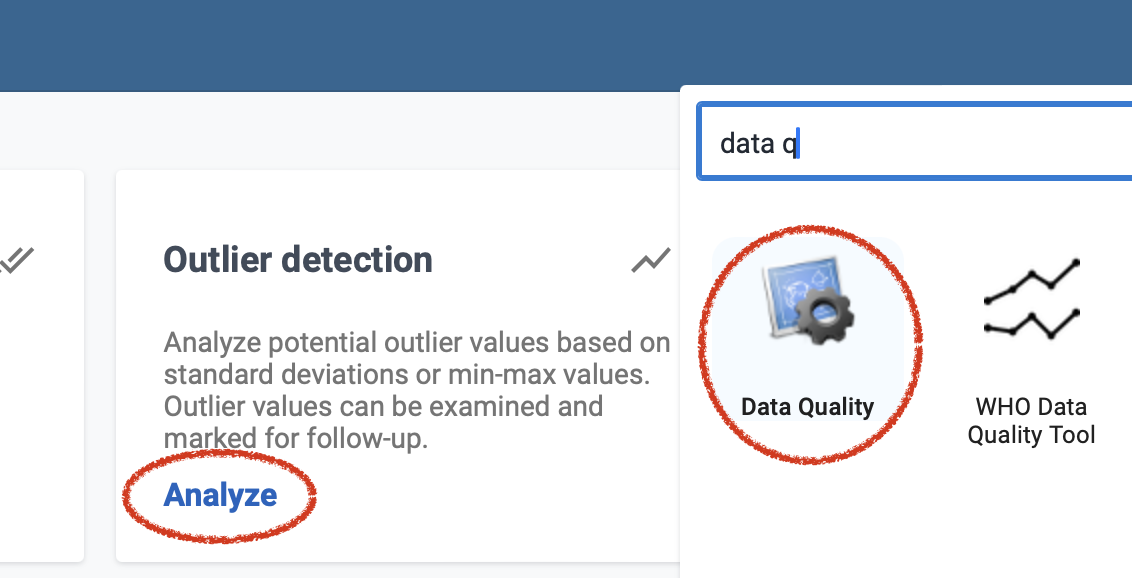 data q
Outlier detection
Analyze potential outlier values based on
standard deviations or min-max values.
Outlier values can be examined and
marked for follow-up.
Analyze
Data Quality
WHO Data
Quality Tool